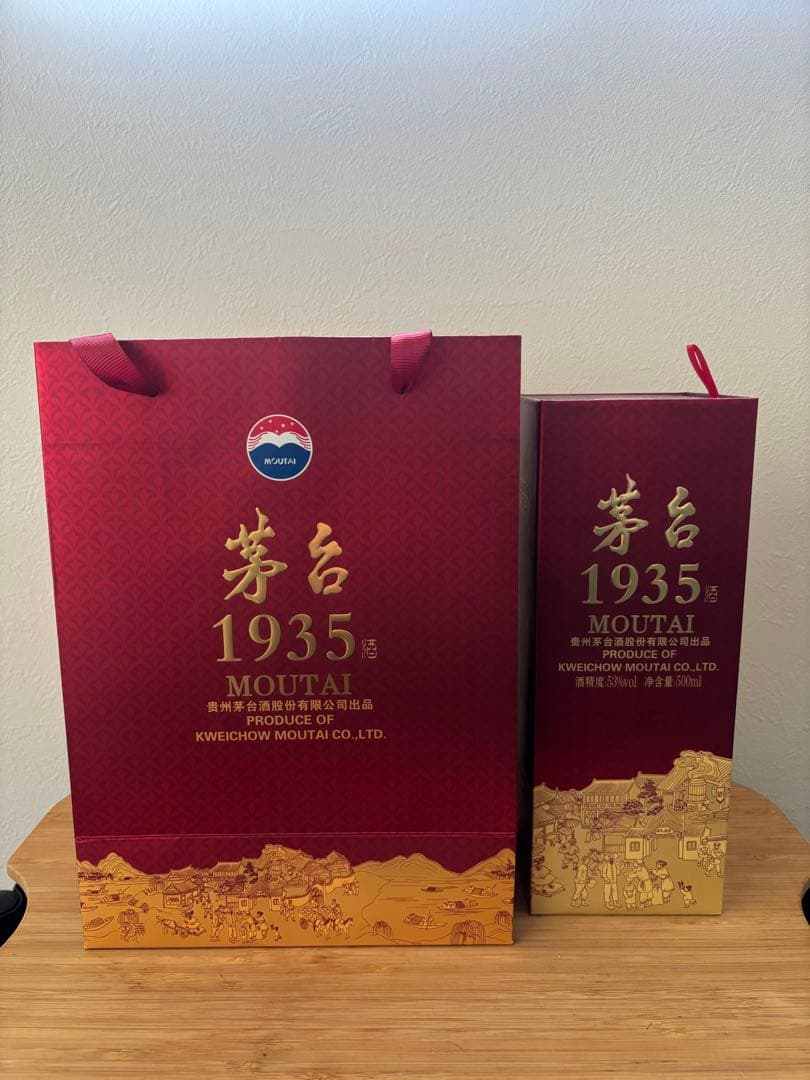 MOUTAI
茅台
1935酒
MOUTAI
贵州茅台酒股份有限公司出品
PRODUCE OF
KWEICHOW MOUTAI CO.,LTD.
茅台
1935酒
MOUTAI
贵州茅台酒股份有限公司出品
PRODUCE OF
KWEICHOW MOUTAI CO.,LTD.
酒精度:53%vol 净含量:500ml